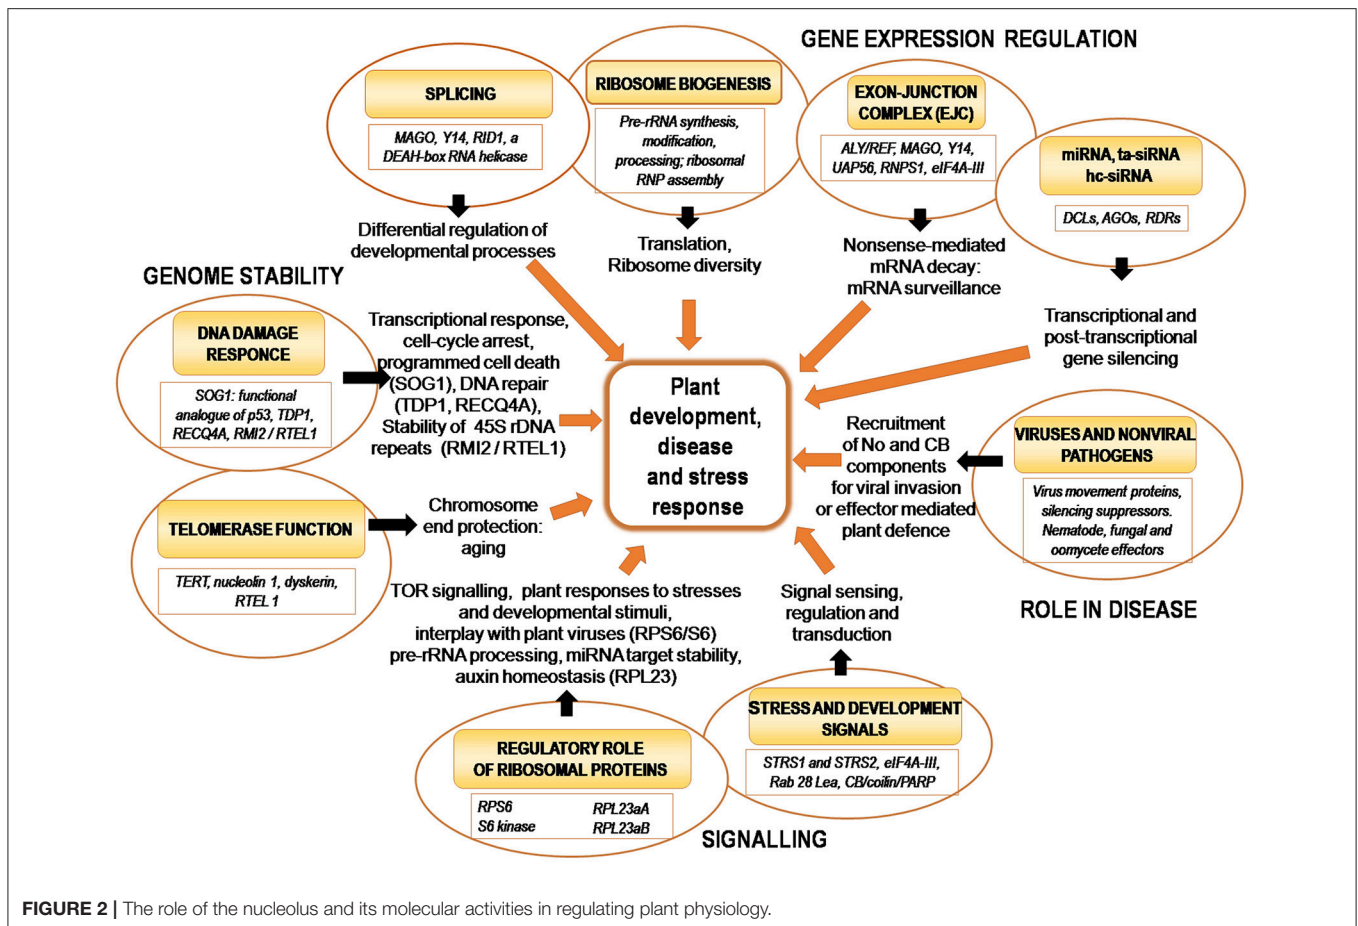 GENE EXPRESSION REGULATION
SPLICING
MAGO, Y14, RID1, a
DEAH-box RNA helicase
Differential regulation of
developmental processes
RIBOSOME BIOGENESIS
Pre-rRNA synthesis,
modification,
processing; ribosomal
RNP assembly
Translation,
Ribosome diversity
EXON-JUNCTION
COMPLEX (EJC)
ALY/REF, MAGO, Y14,
UAP56, RNPS1, eIF4A-III
Nonsense-mediated
mRNA decay:
mRNA surveillance
miRNA, ta-siRNA
hc-siRNA
DCLs, AGOs, RDRs
Transcriptional and
post-transcriptional
gene silencing
GENOME STABILITY
DNA DAMAGE
RESPONCE
SOG1: functional
analogue of p53, TDP1,
RECQ4A, RMI2 / RTEL1
Transcriptional response,
cell-cycle arrest,
programmed cell death
(SOG1), DNA repair
(TDP1, RECQ4A),
Stability of 45S rDNA
repeats (RMI2 / RTEL1)
TELOMERASE FUNCTION
TERT, nucleolin 1, dyskerin,
RTEL 1
Chromosome
end protection:
aging
Plant
development,
disease
and stress
response
Recruitment
of No and CB
components
for viral invasion
or effector mediated
plant defence
VIRUSES AND NONVIRAL
PATHOGENS
Virus movement proteins,
silencing suppressors.
Nematode, fungal and
oomycete effectors
ROLE IN DISEASE
TOR signalling, plant responses to stresses
and developmental stimuli,
interplay with plant viruses (RPS6/S6)
pre-rRNA processing, miRNA target stability,
auxin homeostasis (RPL23)
REGULATORY ROLE
OF RIBOSOMAL PROTEINS
RPS6 RPL23aA
S6 kinase RPL23aB
Signal sensing,
regulation and
transduction
STRESS AND DEVELOPMENT
SIGNALS
STRS1 and STRS2, eIF4A-III,
Rab 28 Lea, CB/coilin/PARP
SIGNALLING
FIGURE 2 | The role of the nucleolus and its molecular activities in regulating plant physiology.